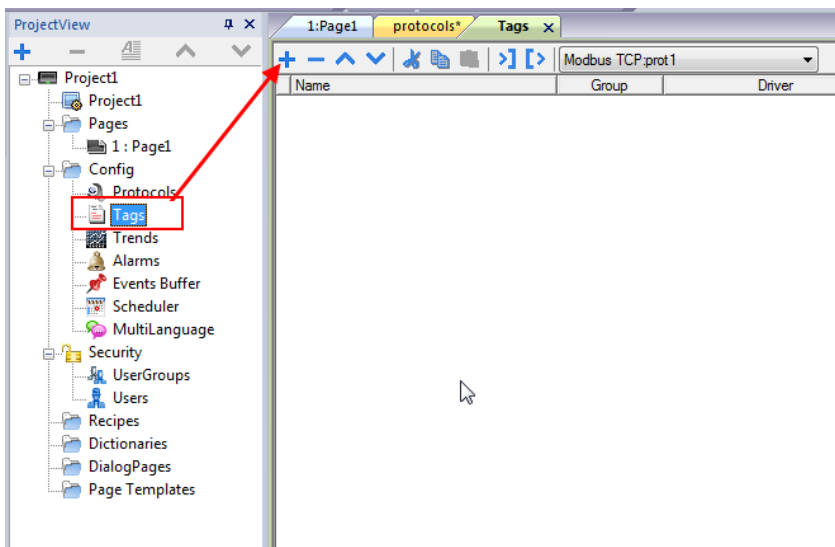 ProjectView
1:Page1 protocols* Tags
Modbus TCP:prot1
Name Group Driver
Project1
Project1
Pages
1 : Page1
Config
Protocols
Tags
Trends
Alarms
Events Buffer
Scheduler
MultiLanguage
Security
UserGroups
Users
Recipes
Dictionaries
DialogPages
Page Templates